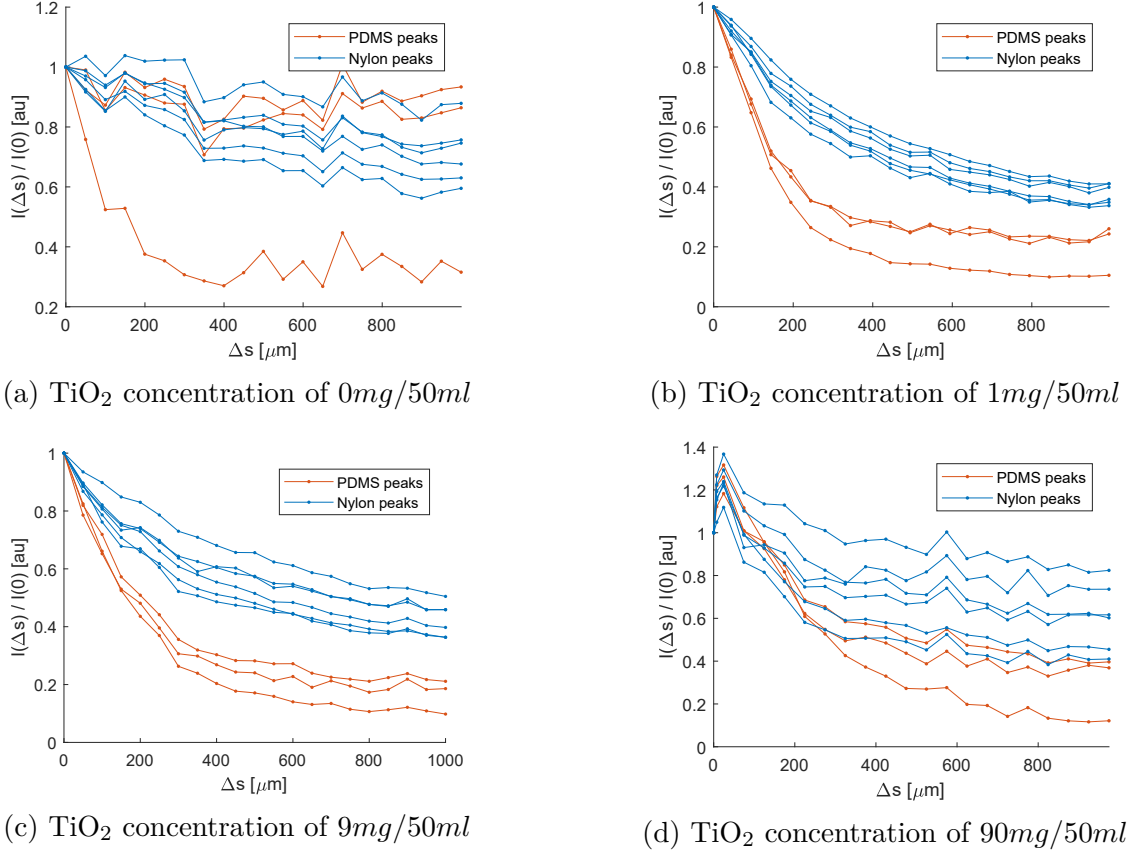 1.2
1
0.8
0.6
0.4
0.2
I(Δs) / I(0) [au]
PDMS peaks
Nylon peaks
0 200 400 600 800
Δs [μm]
(a) TiO₂ concentration of 0mg/50ml
1
0.8
0.6
0.4
0.2
0
I(Δs) / I(0) [au]
PDMS peaks
Nylon peaks
0 200 400 600 800
Δs [μm]
(b) TiO₂ concentration of 1mg/50ml
1
0.8
0.6
0.4
0.2
0
I(Δs) / I(0) [au]
PDMS peaks
Nylon peaks
0 200 400 600 800 1000
Δs [μm]
(c) TiO₂ concentration of 9mg/50ml
1.4
1.2
1
0.8
0.6
0.4
0.2
0
I(Δs) / I(0) [au]
PDMS peaks
Nylon peaks
0 200 400 600 800
Δs [μm]
(d) TiO₂ concentration of 90mg/50ml